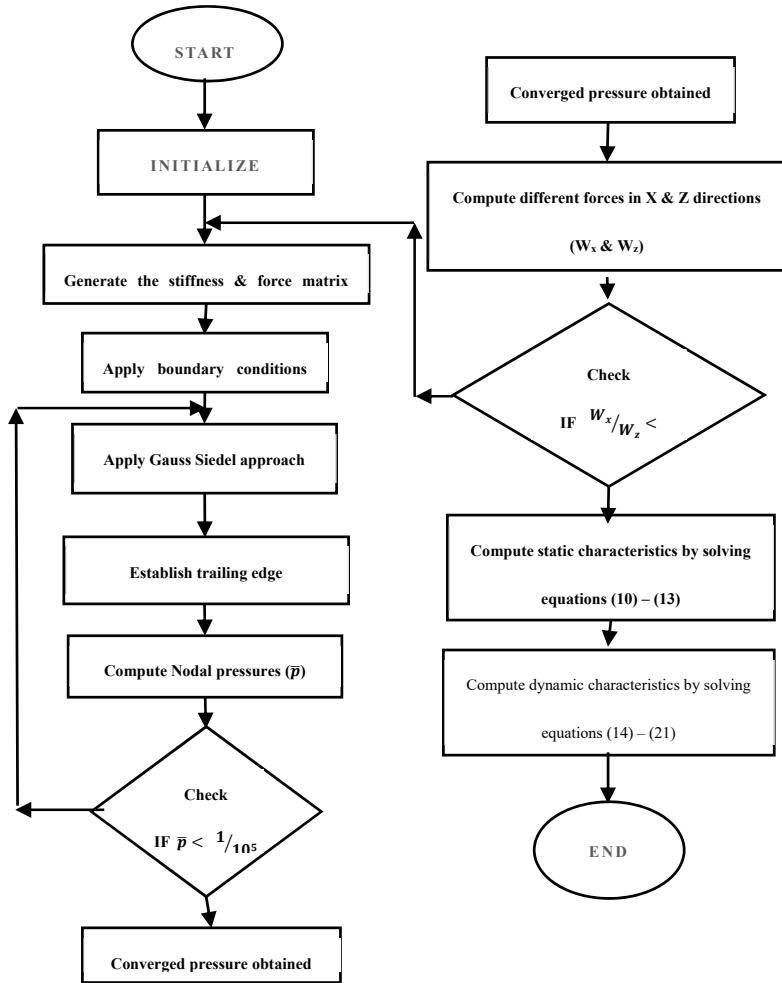 START
INITIALIZE
Generate the stiffness & force matrix
Apply boundary conditions
Apply Gauss Siedel approach
Establish trailing edge
Compute Nodal pressures (p̅)
Check
IF p̅ < 1/10⁵
Converged pressure obtained
Converged pressure obtained
Compute different forces in X & Z directions
(Wₓ & W_z)
Check
IF Wₓ/W_z <
Compute static characteristics by solving
equations (10) – (13)
Compute dynamic characteristics by solving
equations (14) – (21)
END